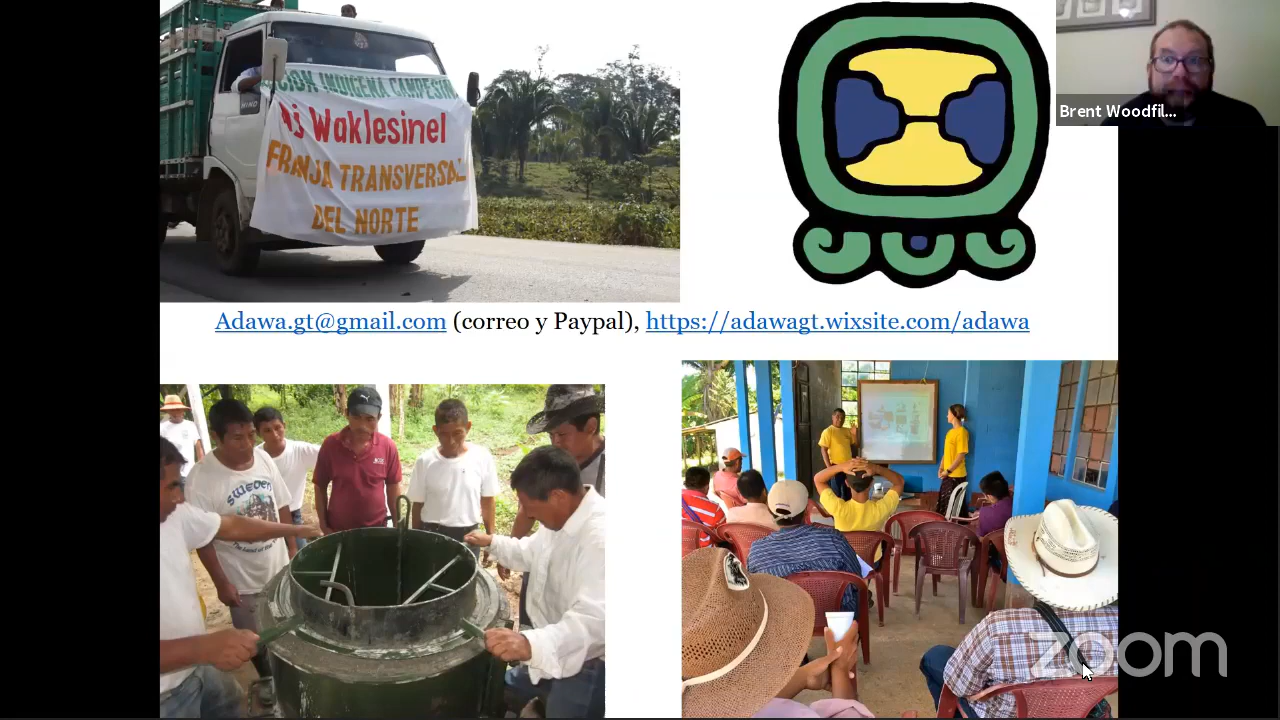 CIÓN INDÍGENA CAMPESINA
Aj Waklesinel
FRANJA TRANSVERSAL
DEL NORTE
HINO
Brent Woodfil...
Adawa.gt@gmail.com (correo y Paypal), https://adawagt.wixsite.com/adawa
SWEDEN
zoom